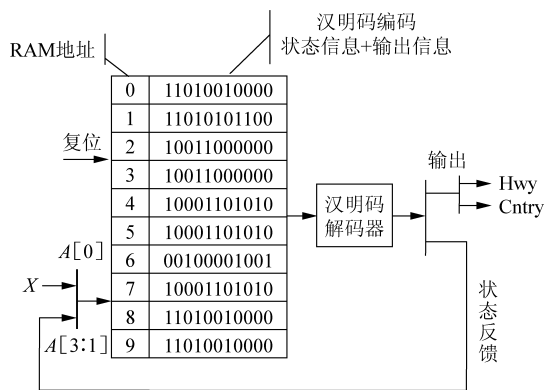 汉明码编码
状态信息+输出信息
RAM地址
0 11010010000
1 11010101100
2 10011000000
3 10011000000
4 10001101010
5 10001101010
6 00100001001
7 10001101010
8 11010010000
9 11010010000
复位
A[0]
X
A[3:1]
汉明码
解码器
输出
Hwy
Cntry
状态反馈